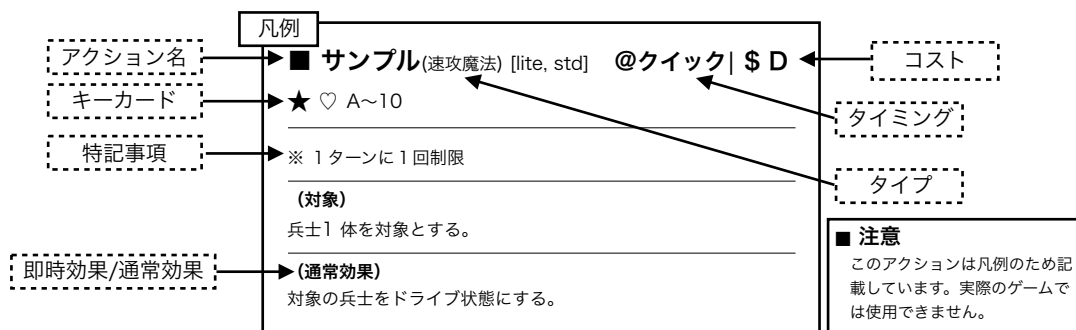 凡例
アクション名
■ サンプル(速攻魔法) [lite, std] @クイック| $ D
コスト
キーカード
★ ♡ A~10
タイミング
特記事項
※ 1ターンに1回制限
タイプ
(対象)
兵士1 体を対象とする。
■ 注意
このアクションは凡例のため記
載しています。実際のゲームで
は使用できません。
即時効果/通常効果
(通常効果)
対象の兵士をドライブ状態にする。